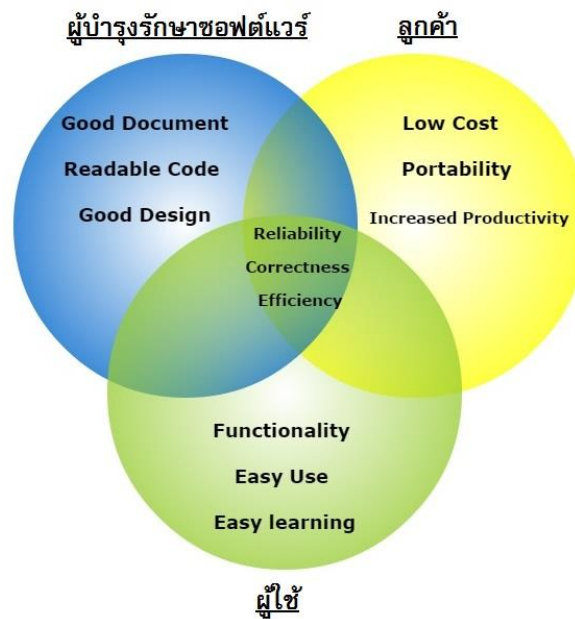 ผู้บำรุงรักษาซอฟต์แวร์
ลูกค้า
Good Document
Readable Code
Good Design
Low Cost
Portability
Increased Productivity
Reliability
Correctness
Efficiency
Functionality
Easy Use
Easy learning
ผู้ใช้